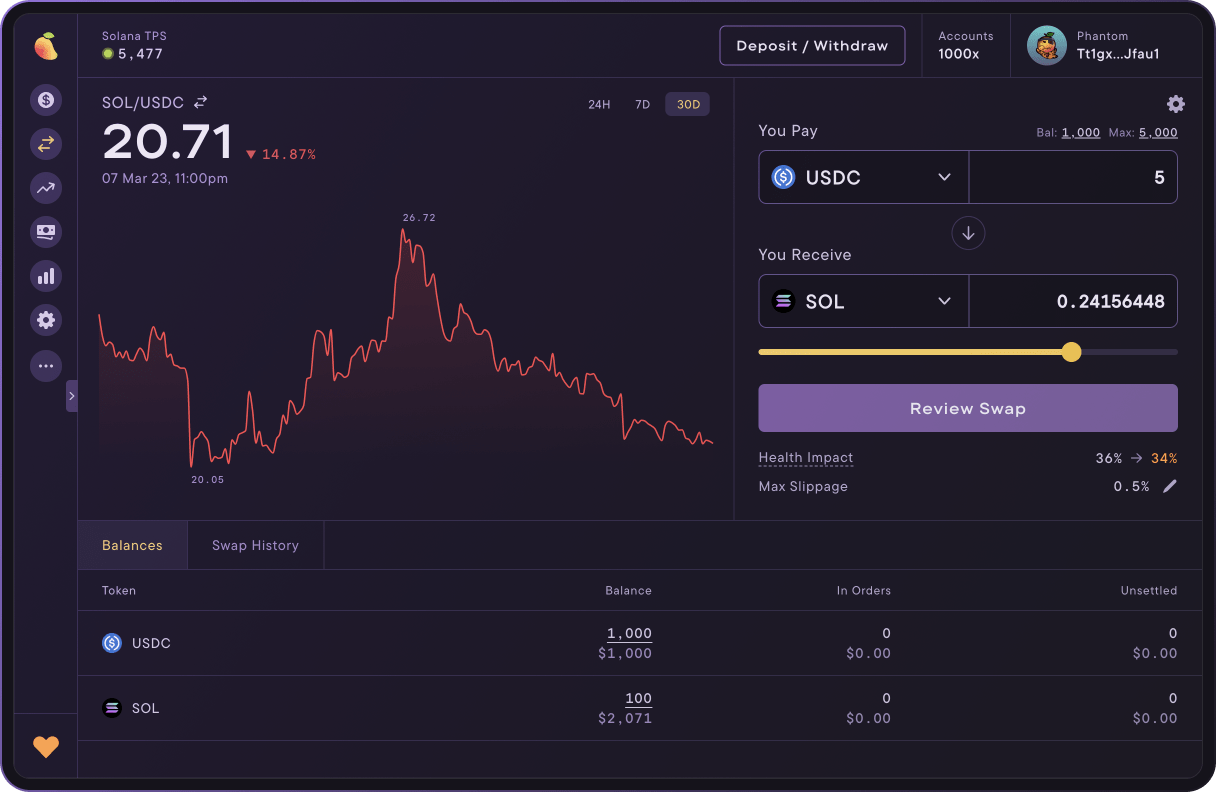 Solana TPS
5,477
Deposit / Withdraw
Accounts
1000x
Phantom
Tt1gx...Jfau1
SOL/USDC
24H 7D 30D
20.71 14.87%
07 Mar 23, 11:00pm
26.72
20.05
You Pay
Bal: 1,000 Max: 5,000
USDC 5
You Receive
SOL 0.24156448
Review Swap
Health Impact 36% → 34%
Max Slippage 0.5%
Balances Swap History
Token Balance In Orders Unsettled
USDC 1,000 0 0
$1,000 $0.00 $0.00
SOL 100 0 0
$2,071 $0.00 $0.00